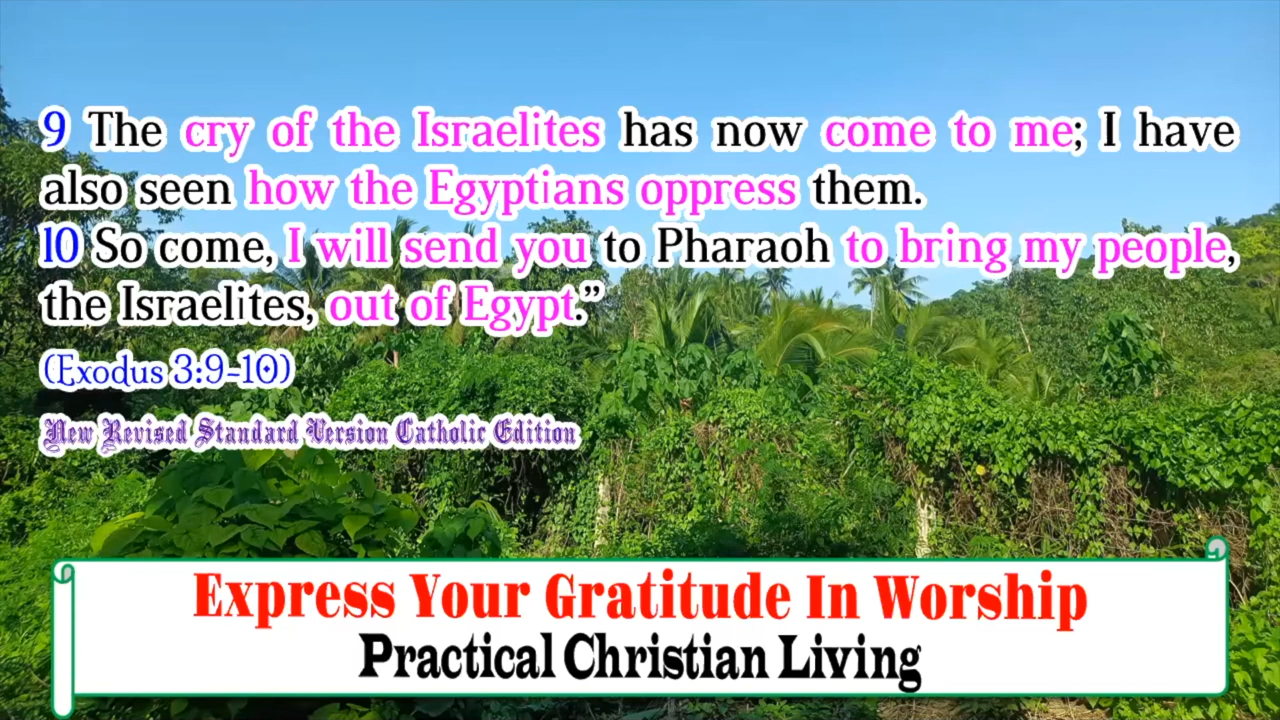 9 The cry of the Israelites has now come to me; I have
also seen how the Egyptians oppress them.
10 So come, I will send you to Pharaoh to bring my people,
the Israelites, out of Egypt.”
(Exodus 3:9-10)
New Revised Standard Version Catholic Edition
Express Your Gratitude In Worship
Practical Christian Living